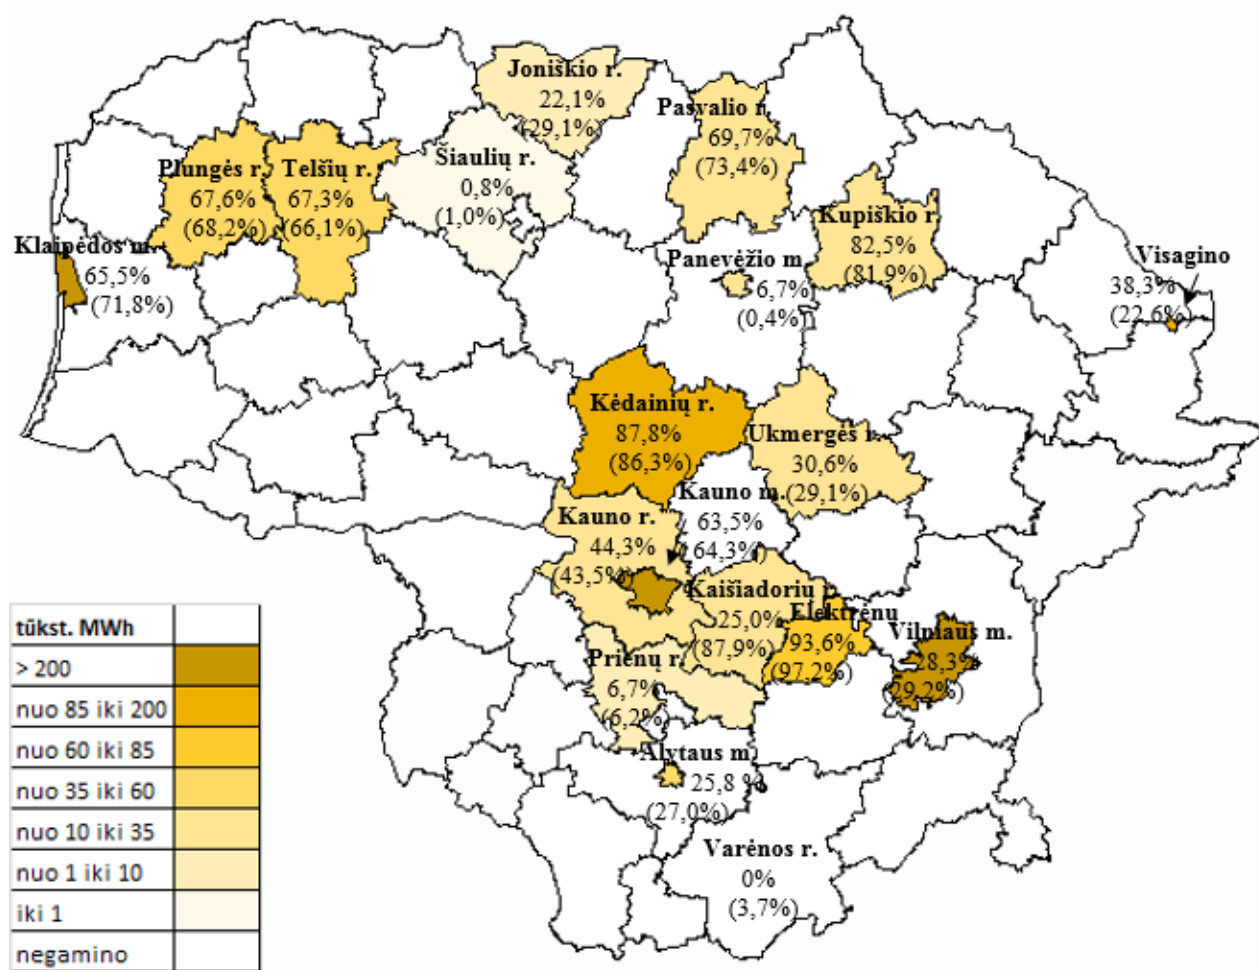 Joniškio r.
22,1%
(29,1%)
Pasvalio r.
69,7%
(73,4%)
Šiaulių r.
0,8%
(1,0%)
Plungės r.
67,6%
(68,2%)
Telšių r.
67,3%
(66,1%)
Kupiškio r.
82,5%
(81,9%)
Klaipėdos m.
65,5%
(71,8%)
Panevėžio m.
6,7%
(0,4%)
Visagino
38,3%
(22,6%)
Kėdainių r.
87,8%
(86,3%)
Ukmergės r.
30,6%
(29,1%)
Kauno m.
63,5%
(64,3%)
Kauno r.
44,3%
(43,5%)
Kaišiadorių r.
25,0%
(87,9%)
Elektrėnu
93,6%
(97,2%)
Vilniaus m.
28,3%
(29,2%)
Prienų r.
6,7%
(6,2%)
Alytaus m.
25,8 %
(27,0%)
Varėnos r.
0%
(3,7%)
tūkst. MWh
> 200
nuo 85 iki 200
nuo 60 iki 85
nuo 35 iki 60
nuo 10 iki 35
nuo 1 iki 10
iki 1
negamino